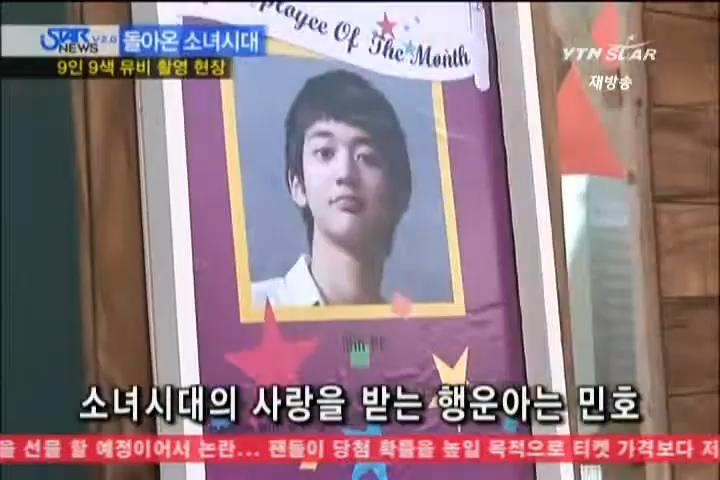 STAR NEWS V2.0 돌아온 소녀시대
9인 9색 뮤비 촬영 현장
YTN STAR
재방송
Of The Month
소녀시대의 사랑을 받는 행운아는 민호
을 선물 할 예정이어서 논란... 팬들이 당첨 확률을 높일 목적으로 티켓 가격보다 저